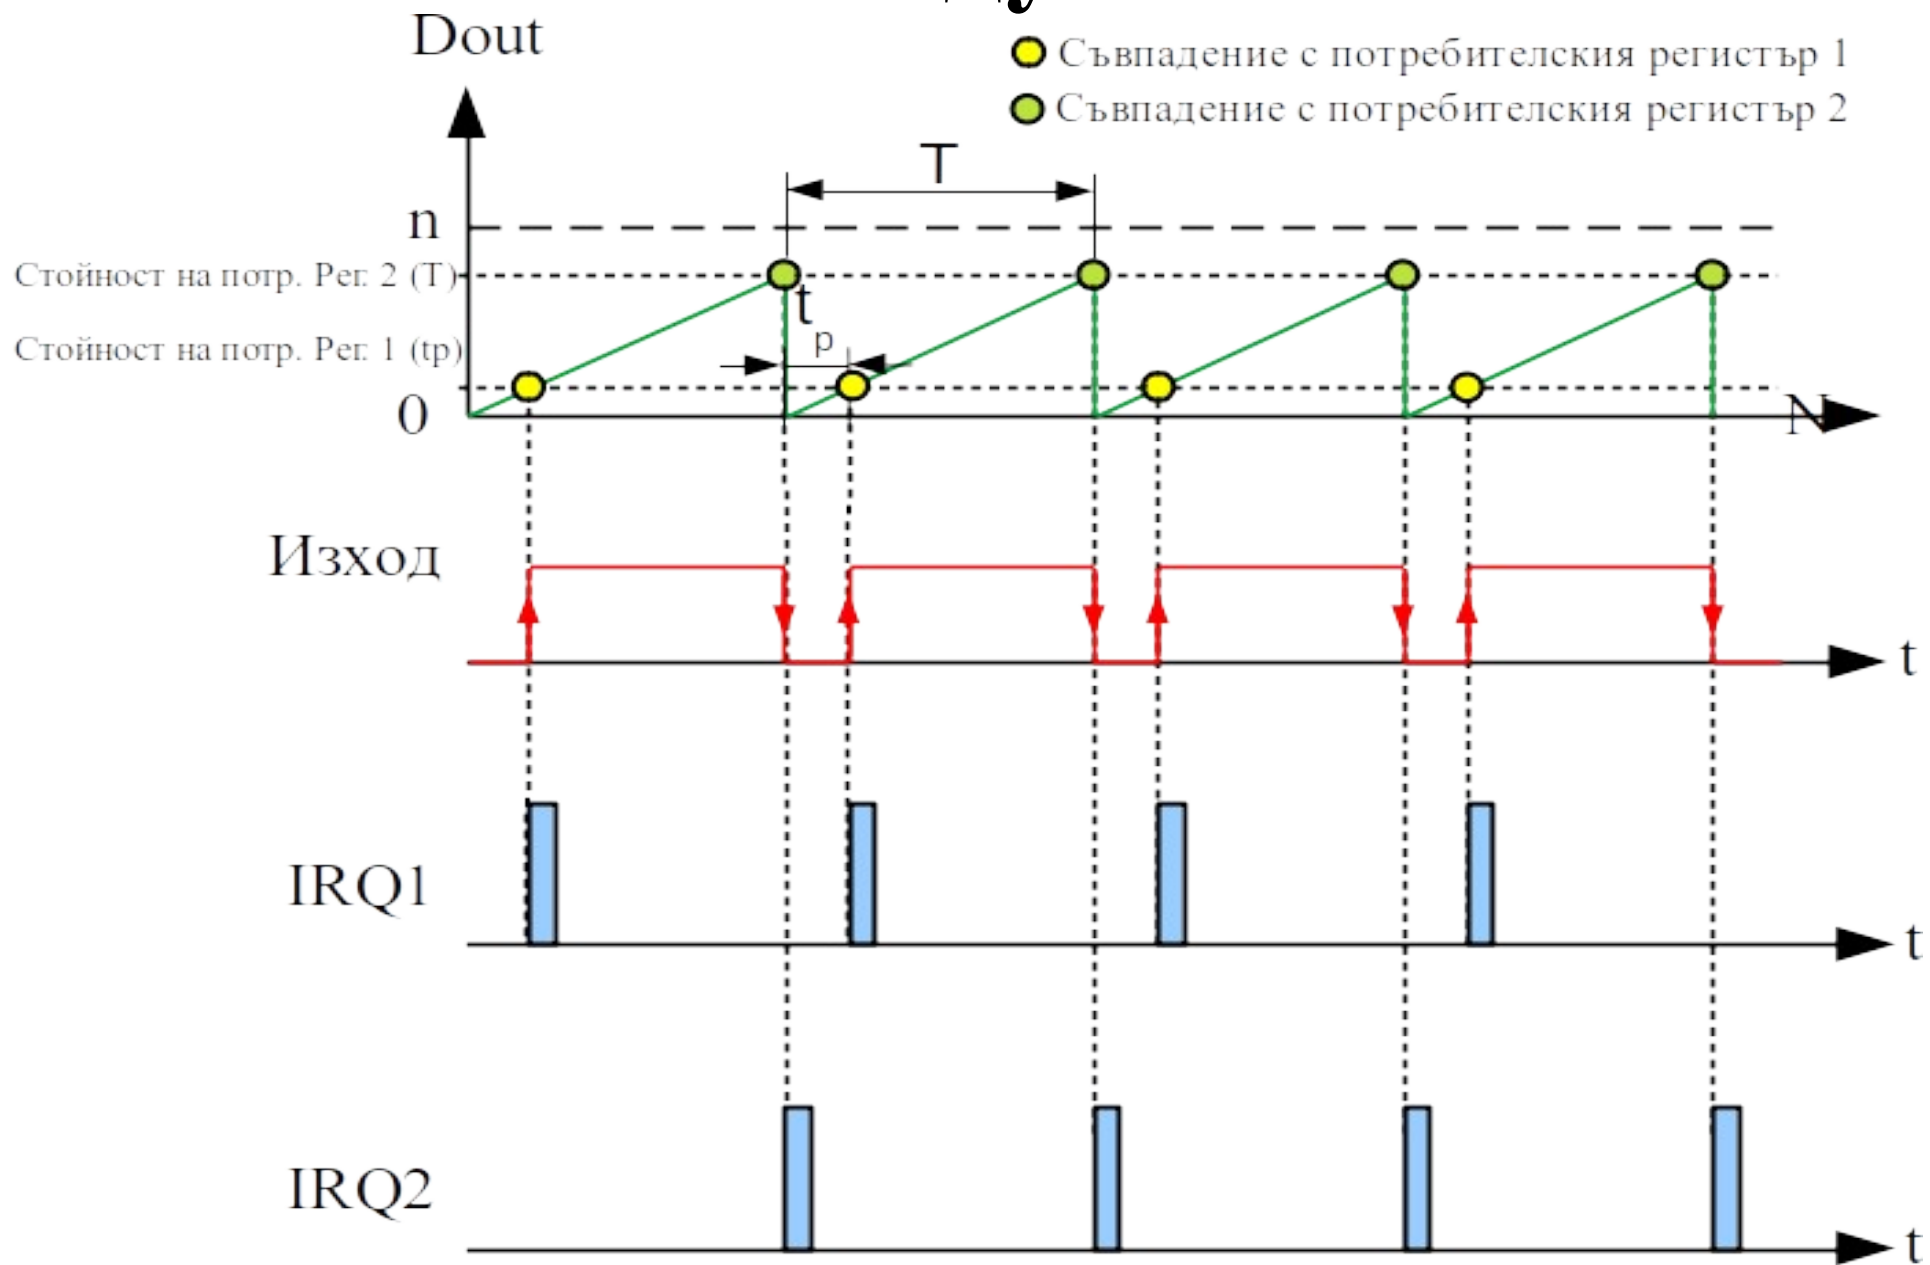 Dout
Съвпадение с потребителския регистър 1
Съвпадение с потребителския регистър 2
T
n
Стойност на потр. Рег. 2 (T)
t
p
Стойност на потр. Рег. 1 (tp)
0
N
Изход
t
IRQ1
t
IRQ2
t